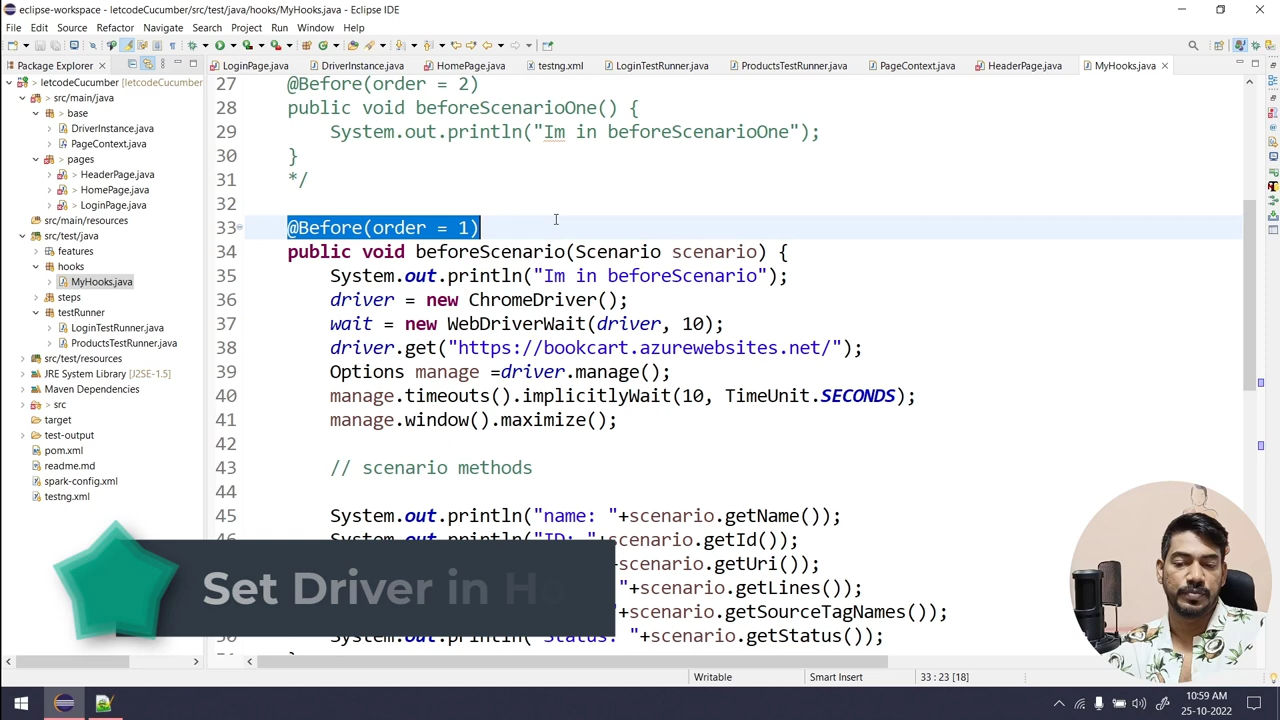 eclipse-workspace - letcodeCucumber/src/test/java/hooks/MyHooks.java - Eclipse IDE
File Edit Source Refactor Navigate Search Project Run Window Help
Package Explorer
LoginPage.java DriverInstance.java HomePage.java testng.xml LoginTestRunner.java ProductsTestRunner.java PageContext.java HeaderPage.java MyHooks.java
letcodeCucumber [letcodeCucumber
src/main/java
> base
DriverInstance.java
PageContext.java
> pages
> HeaderPage.java
> HomePage.java
> LoginPage.java
src/main/resources
src/test/java
features
hooks
MyHooks.java
steps
testRunner
LoginTestRunner.java
ProductsTestRunner.java
src/test/resources
JRE System Library [J2SE-1.5]
Maven Dependencies
> src
target
test-output
pom.xml
readme.md
spark-config.xml
testng.xml
27 @Before(order = 2)
28 public void beforeScenarioOne() {
29 System.out.println("Im in beforeScenarioOne");
30 }
31 */
32
33 @Before(order = 1)
34 public void beforeScenario(Scenario scenario) {
35 System.out.println("Im in beforeScenario");
36 driver = new ChromeDriver();
37 wait = new WebDriverWait(driver, 10);
38 driver.get("https://bookcart.azurewebsites.net/");
39 Options manage =driver.manage();
40 manage.timeouts().implicitlyWait(10, TimeUnit.SECONDS);
41 manage.window().maximize();
42
43 // scenario methods
44
45 System.out.println("name: "+scenario.getName());
System.out.println("ID: "+scenario.getId());
+scenario.getUri());
"+scenario.getLines());
"+scenario.getSourceTagNames());
"+scenario.getStatus());
Set Driver in Ho
Writable Smart Insert 33 : 23 [18]
10:59 AM
25-10-2022